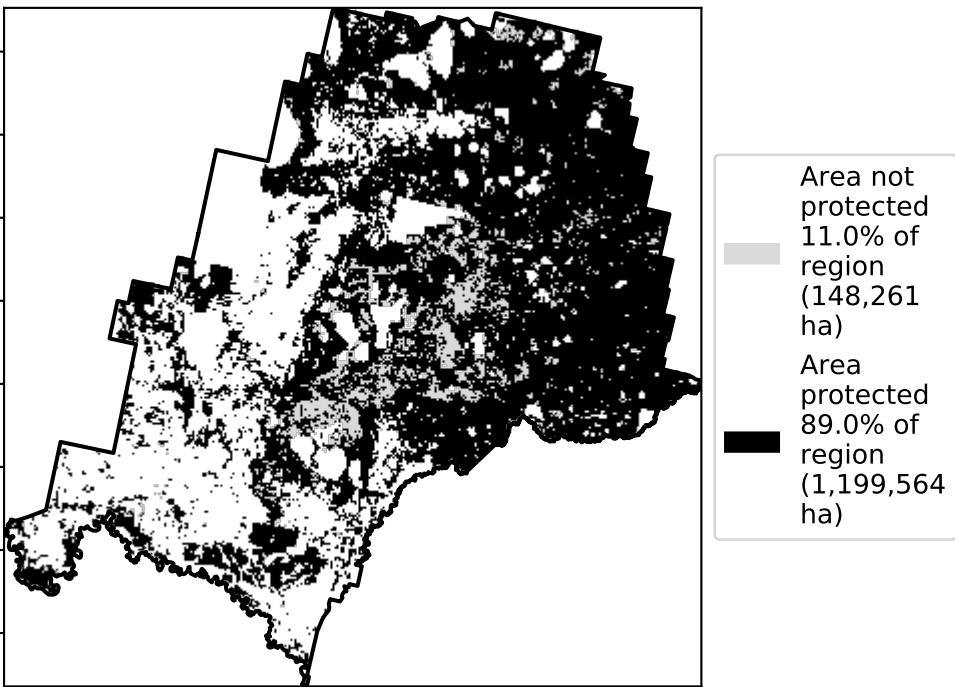 Area not
protected
11.0% of
region
(148,261
ha)
Area
protected
89.0% of
region
(1,199,564
ha)